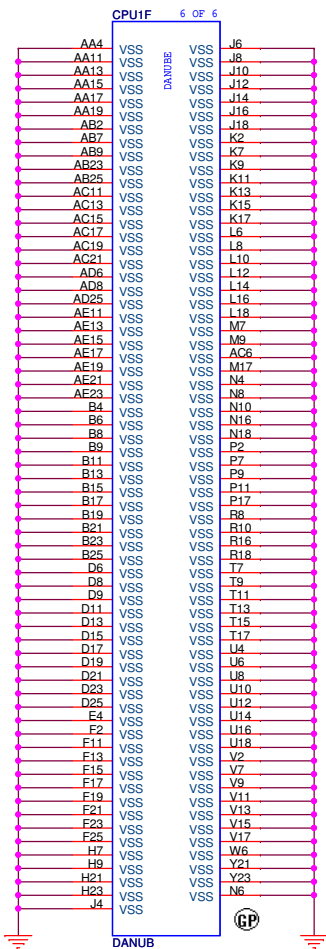 CPU1F 6 OF 6
DANUBE
AA4 VSS VSS J6
AA11 VSS VSS J8
AA13 VSS VSS J10
AA15 VSS VSS J12
AA17 VSS VSS J14
AA19 VSS VSS J16
AB2 VSS VSS J18
AB7 VSS VSS K2
AB9 VSS VSS K7
AB23 VSS VSS K9
AB25 VSS VSS K11
AC11 VSS VSS K13
AC13 VSS VSS K15
AC15 VSS VSS K17
AC17 VSS VSS L6
AC19 VSS VSS L8
AC21 VSS VSS L10
AD6 VSS VSS L12
AD8 VSS VSS L14
AD25 VSS VSS L16
AE11 VSS VSS L18
AE13 VSS VSS M7
AE15 VSS VSS M9
AE17 VSS VSS AC6
AE19 VSS VSS M17
AE21 VSS VSS N4
AE23 VSS VSS N8
B4 VSS VSS N10
B6 VSS VSS N16
B8 VSS VSS N18
B9 VSS VSS P2
B11 VSS VSS P7
B13 VSS VSS P9
B15 VSS VSS P11
B17 VSS VSS P17
B19 VSS VSS R8
B21 VSS VSS R10
B23 VSS VSS R16
B25 VSS VSS R18
D6 VSS VSS T7
D8 VSS VSS T9
D9 VSS VSS T11
D11 VSS VSS T13
D13 VSS VSS T15
D15 VSS VSS T17
D17 VSS VSS U4
D19 VSS VSS U6
D21 VSS VSS U8
D23 VSS VSS U10
D25 VSS VSS U12
E4 VSS VSS U14
F2 VSS VSS U16
F11 VSS VSS U18
F13 VSS VSS V2
F15 VSS VSS V7
F17 VSS VSS V9
F19 VSS VSS V11
F21 VSS VSS V13
F23 VSS VSS V15
F25 VSS VSS V17
H7 VSS VSS W6
H9 VSS VSS Y21
H21 VSS VSS Y23
H23 VSS VSS N6
J4 VSS
GP
DANUB